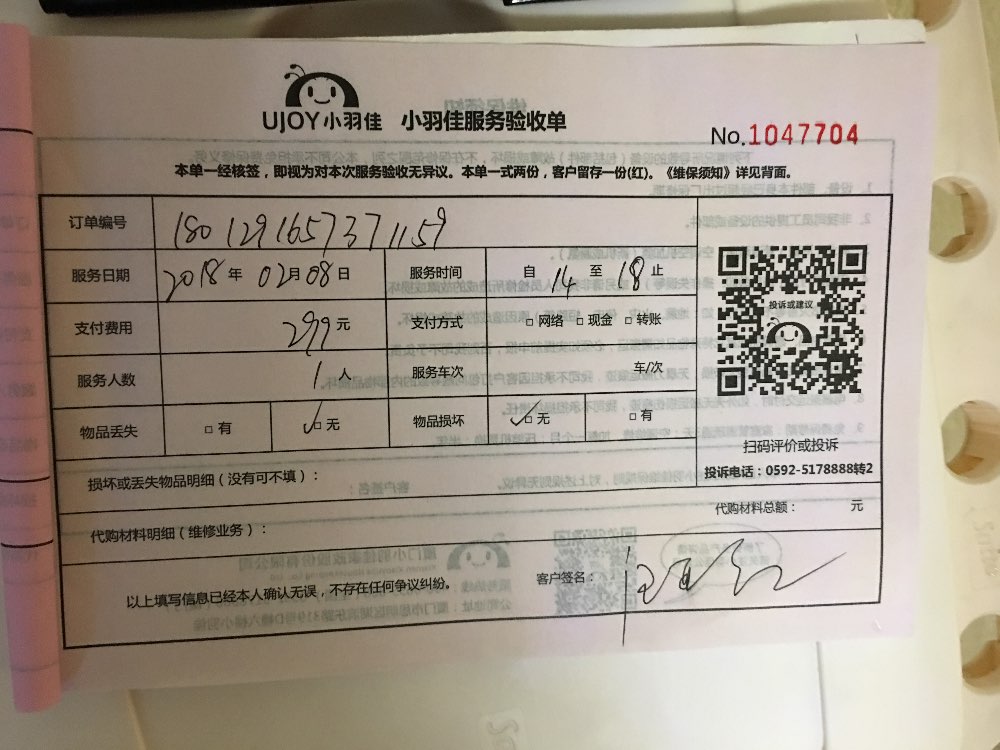 UJOY小羽佳 小羽佳服务验收单
No.1047704
本单一经核签，即视为对本次服务验收无异议。本单一式两份，客户留存一份(红)。《维保须知》详见背面。
订单编号 1801291657371159
服务日期 2018年02月08日 服务时间 自14至18止
支付费用 299元 支付方式 □网络 □现金 □转账
服务人数 1人 服务车次 车/次
物品丢失 □有 ✓□无 物品损坏 ✓□无 □有
投诉或建议
扫码评价或投诉
投诉电话：0592-5178888转2
损坏或丢失物品明细（没有可不填）：
代购材料明细（维修业务）：
代购材料总额： 元
以上填写信息已经本人确认无误，不存在任何争议纠纷。
客户签名：